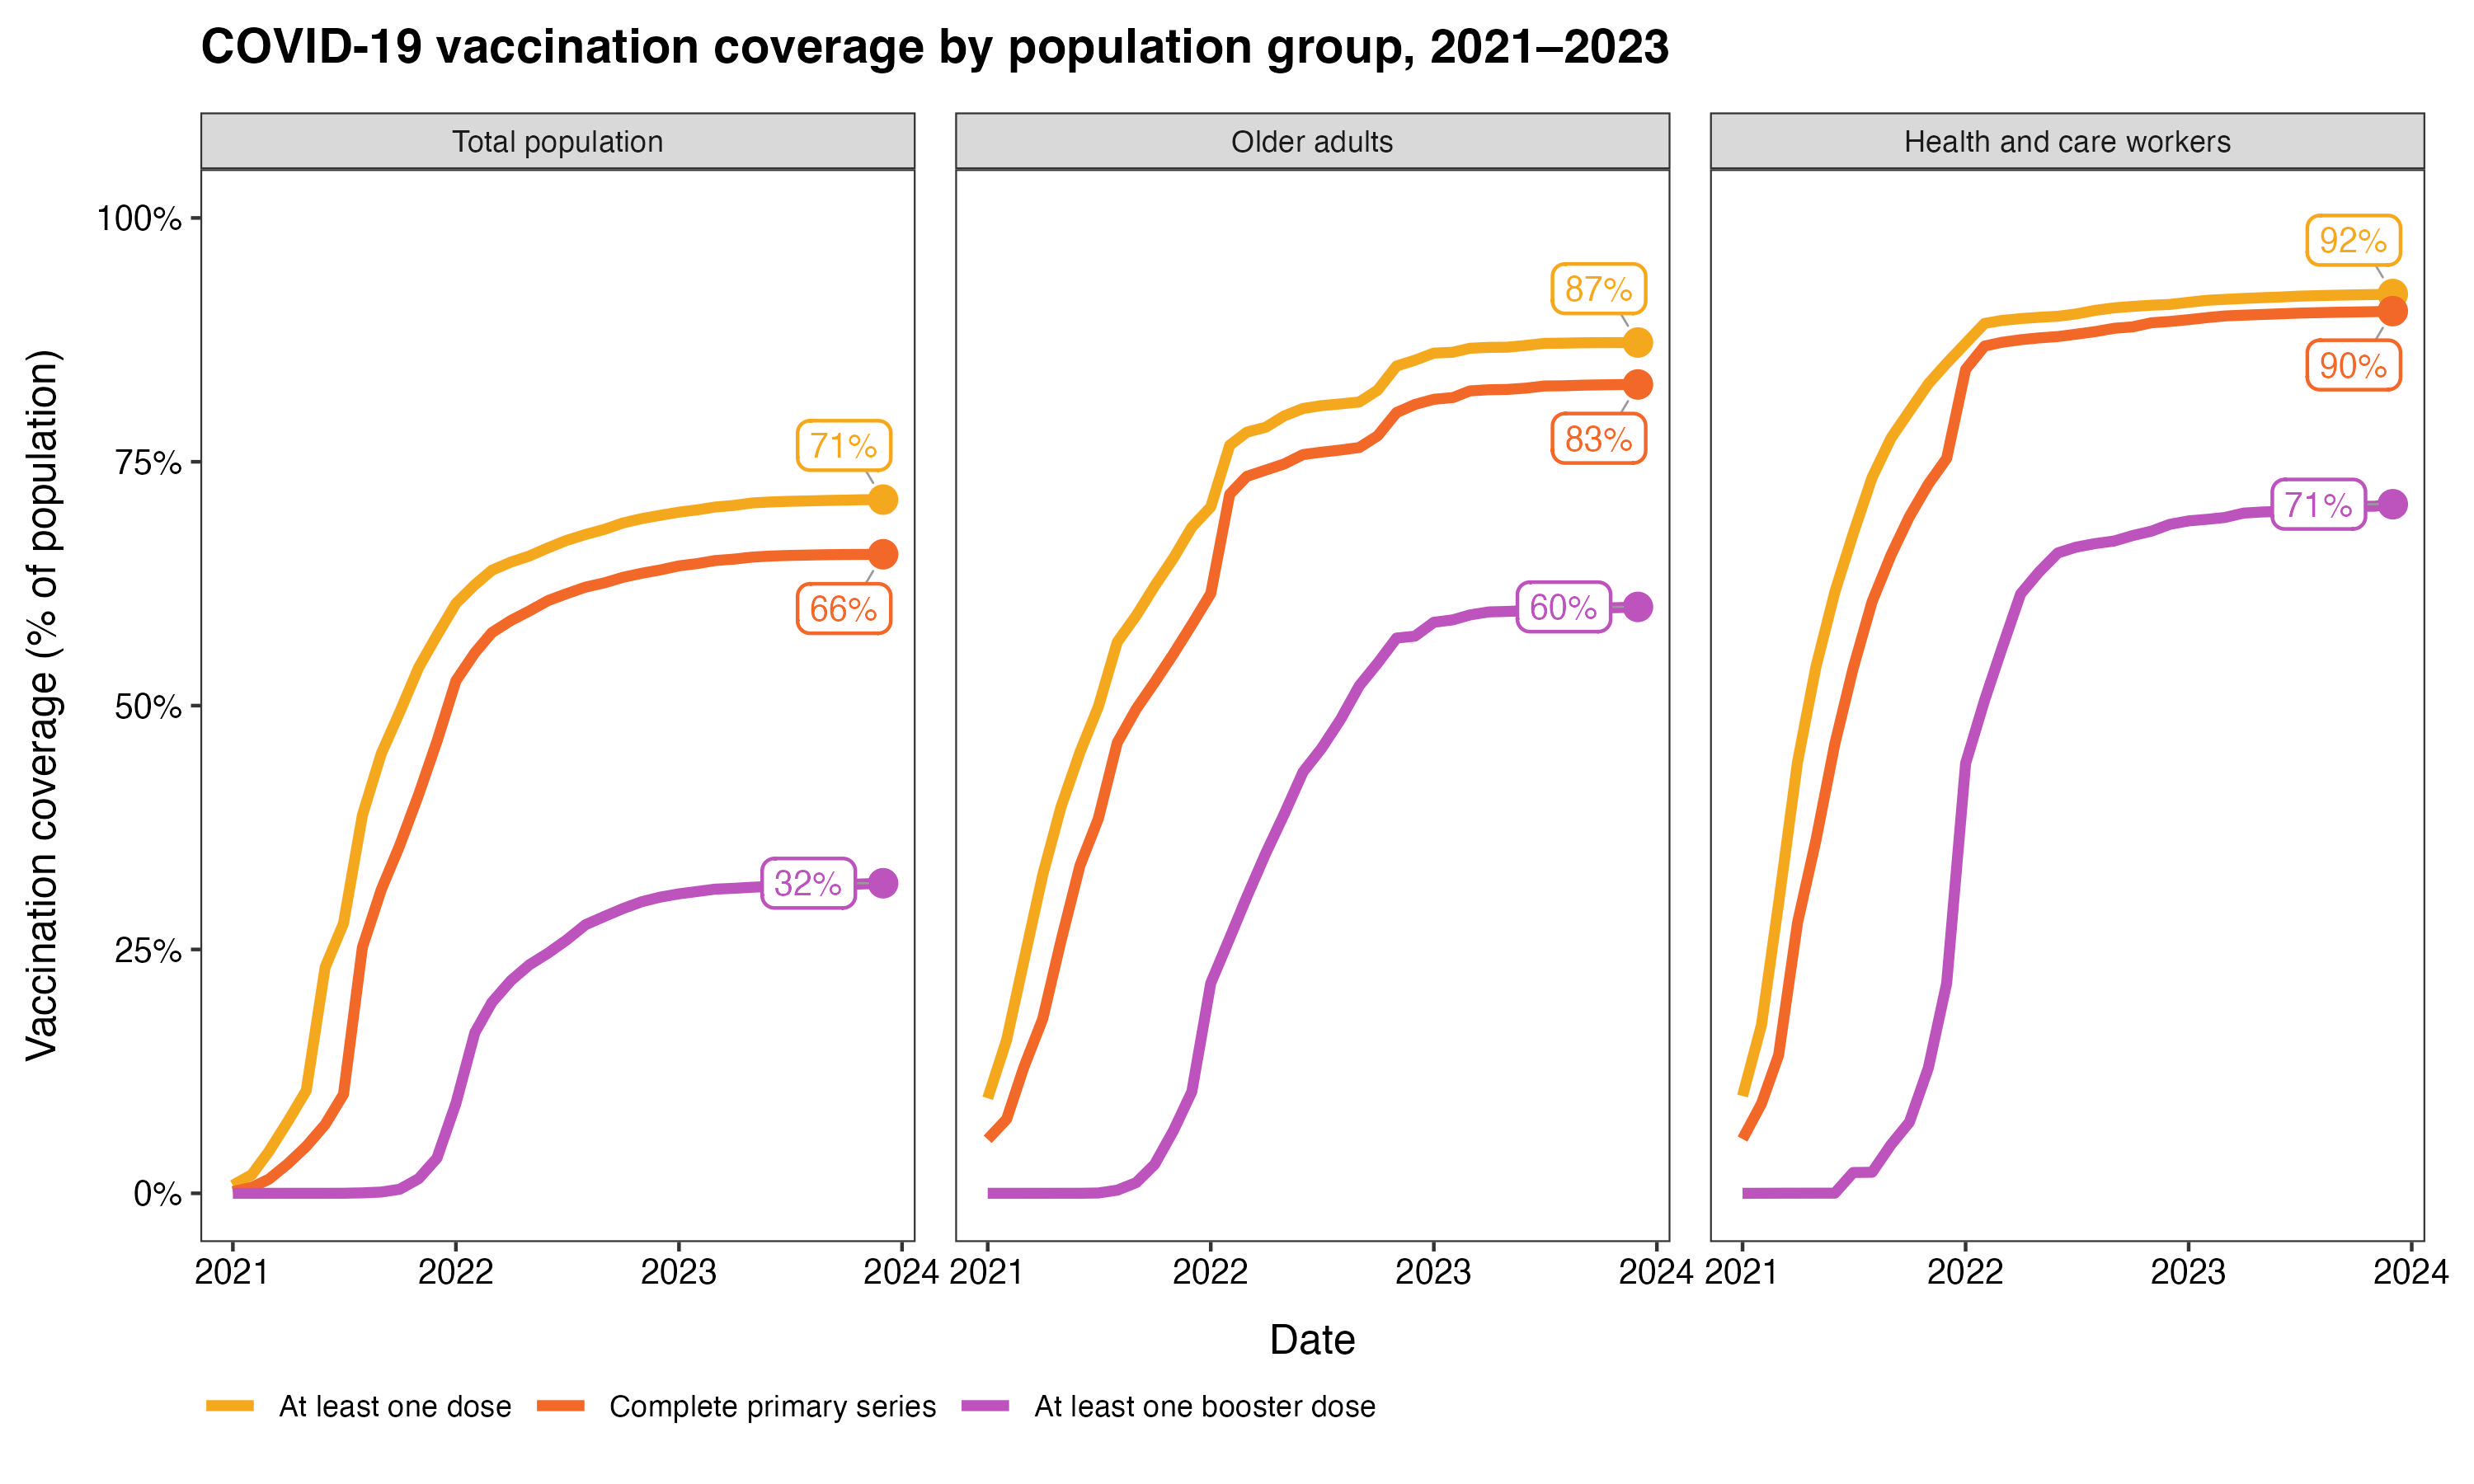 COVID-19 vaccination coverage by population group, 2021–2023
Total population
Older adults
Health and care workers
Vaccination coverage (% of population)
100%
75%
50%
25%
0%
71%
66%
32%
87%
83%
60%
92%
90%
71%
2021 2022 2023 2024
2021 2022 2023 2024
2021 2022 2023 2024
Date
At least one dose
Complete primary series
At least one booster dose